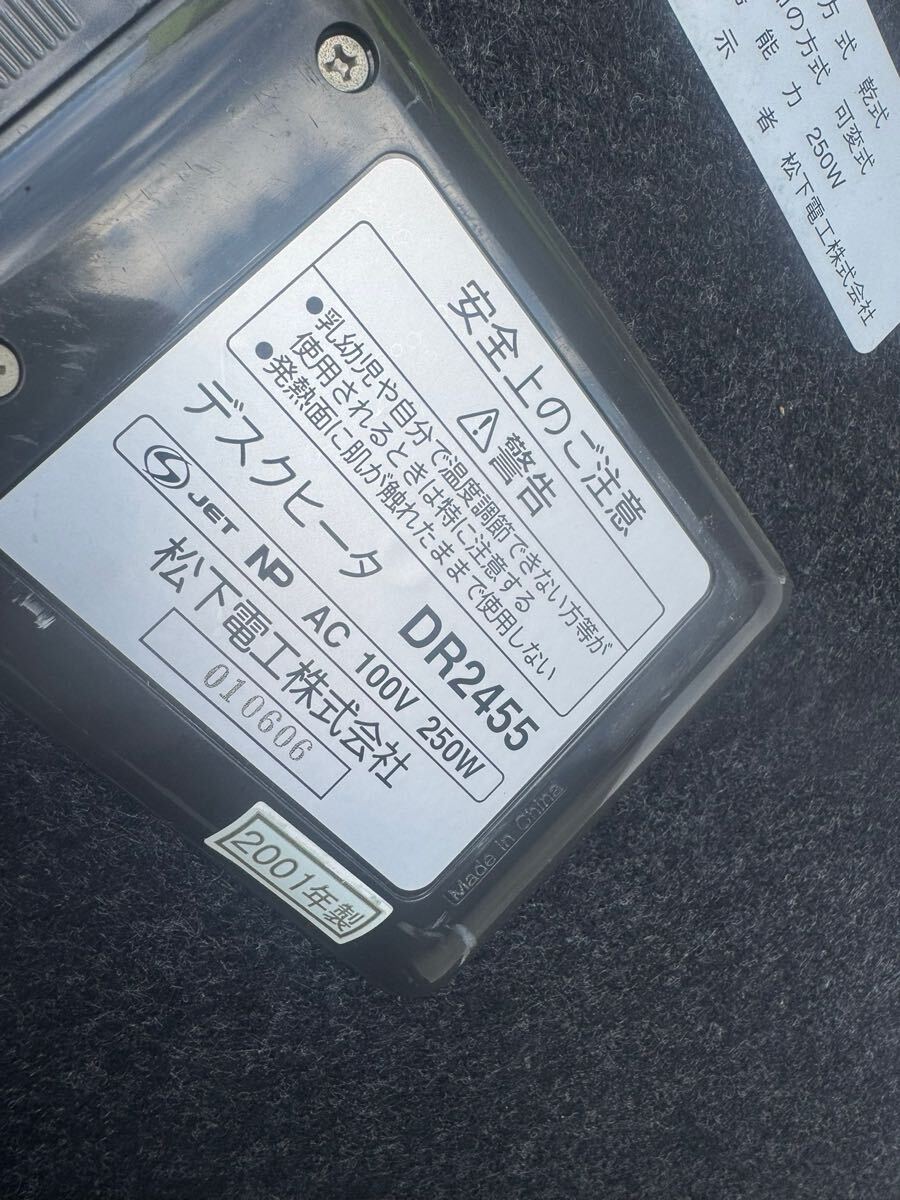 安全上のご注意
⚠ 警告
●乳幼児や自分で温度調節できない方等が
使用されるときは特に注意する
●発熱面に肌が触れたままで使用しない
デスクヒータ DR2455
JET NP AC 100V 250W
松下電工株式会社
010606
Made in China
2001年製
方式 乾式
の方式 可変式
能力 250W
示者 松下電工株式会社